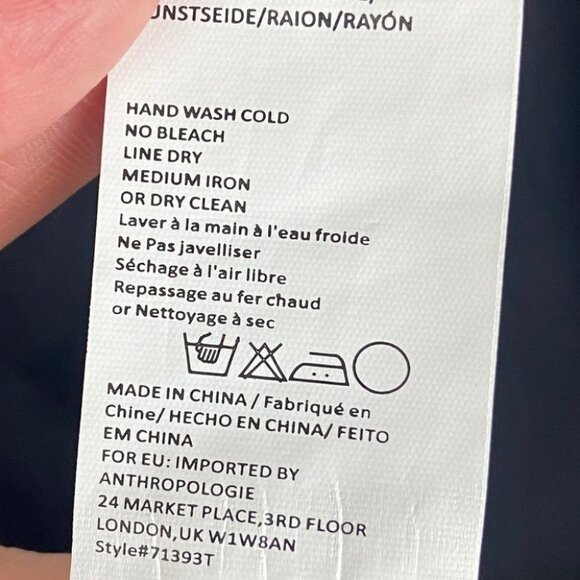 UNSTSEIDE/RAION/RAYÓN
HAND WASH COLD
NO BLEACH
LINE DRY
MEDIUM IRON
OR DRY CLEAN
Laver à la main à l'eau froide
Ne Pas javelliser
Séchage à l'air libre
Repassage au fer chaud
or Nettoyage à sec
MADE IN CHINA / Fabriqué en
Chine/ HECHO EN CHINA/ FEITO
EM CHINA
FOR EU: IMPORTED BY
ANTHROPOLOGIE
24 MARKET PLACE,3RD FLOOR
LONDON,UK W1W8AN
Style#71393T